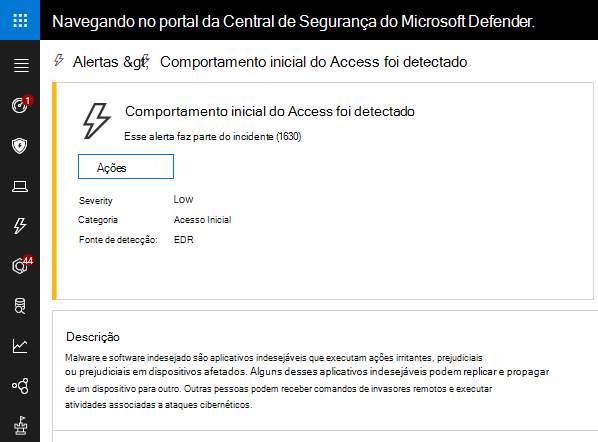 Navegando no portal da Central de Segurança do Microsoft Defender.
Alertas &gt; Comportamento inicial do Access foi detectado
1
Comportamento inicial do Access foi detectado
Esse alerta faz parte do incidente (1630)
Ações
Severity Low
Categoria Acesso Inicial
Fonte de detecção: EDR
44
Descrição
Malware e software indesejado são aplicativos indesejáveis que executam ações irritantes, prejudiciais
ou prejudiciais em dispositivos afetados. Alguns desses aplicativos indesejáveis podem replicar e propagar
de um dispositivo para outro. Outras pessoas podem receber comandos de invasores remotos e executar
atividades associadas a ataques cibernéticos.